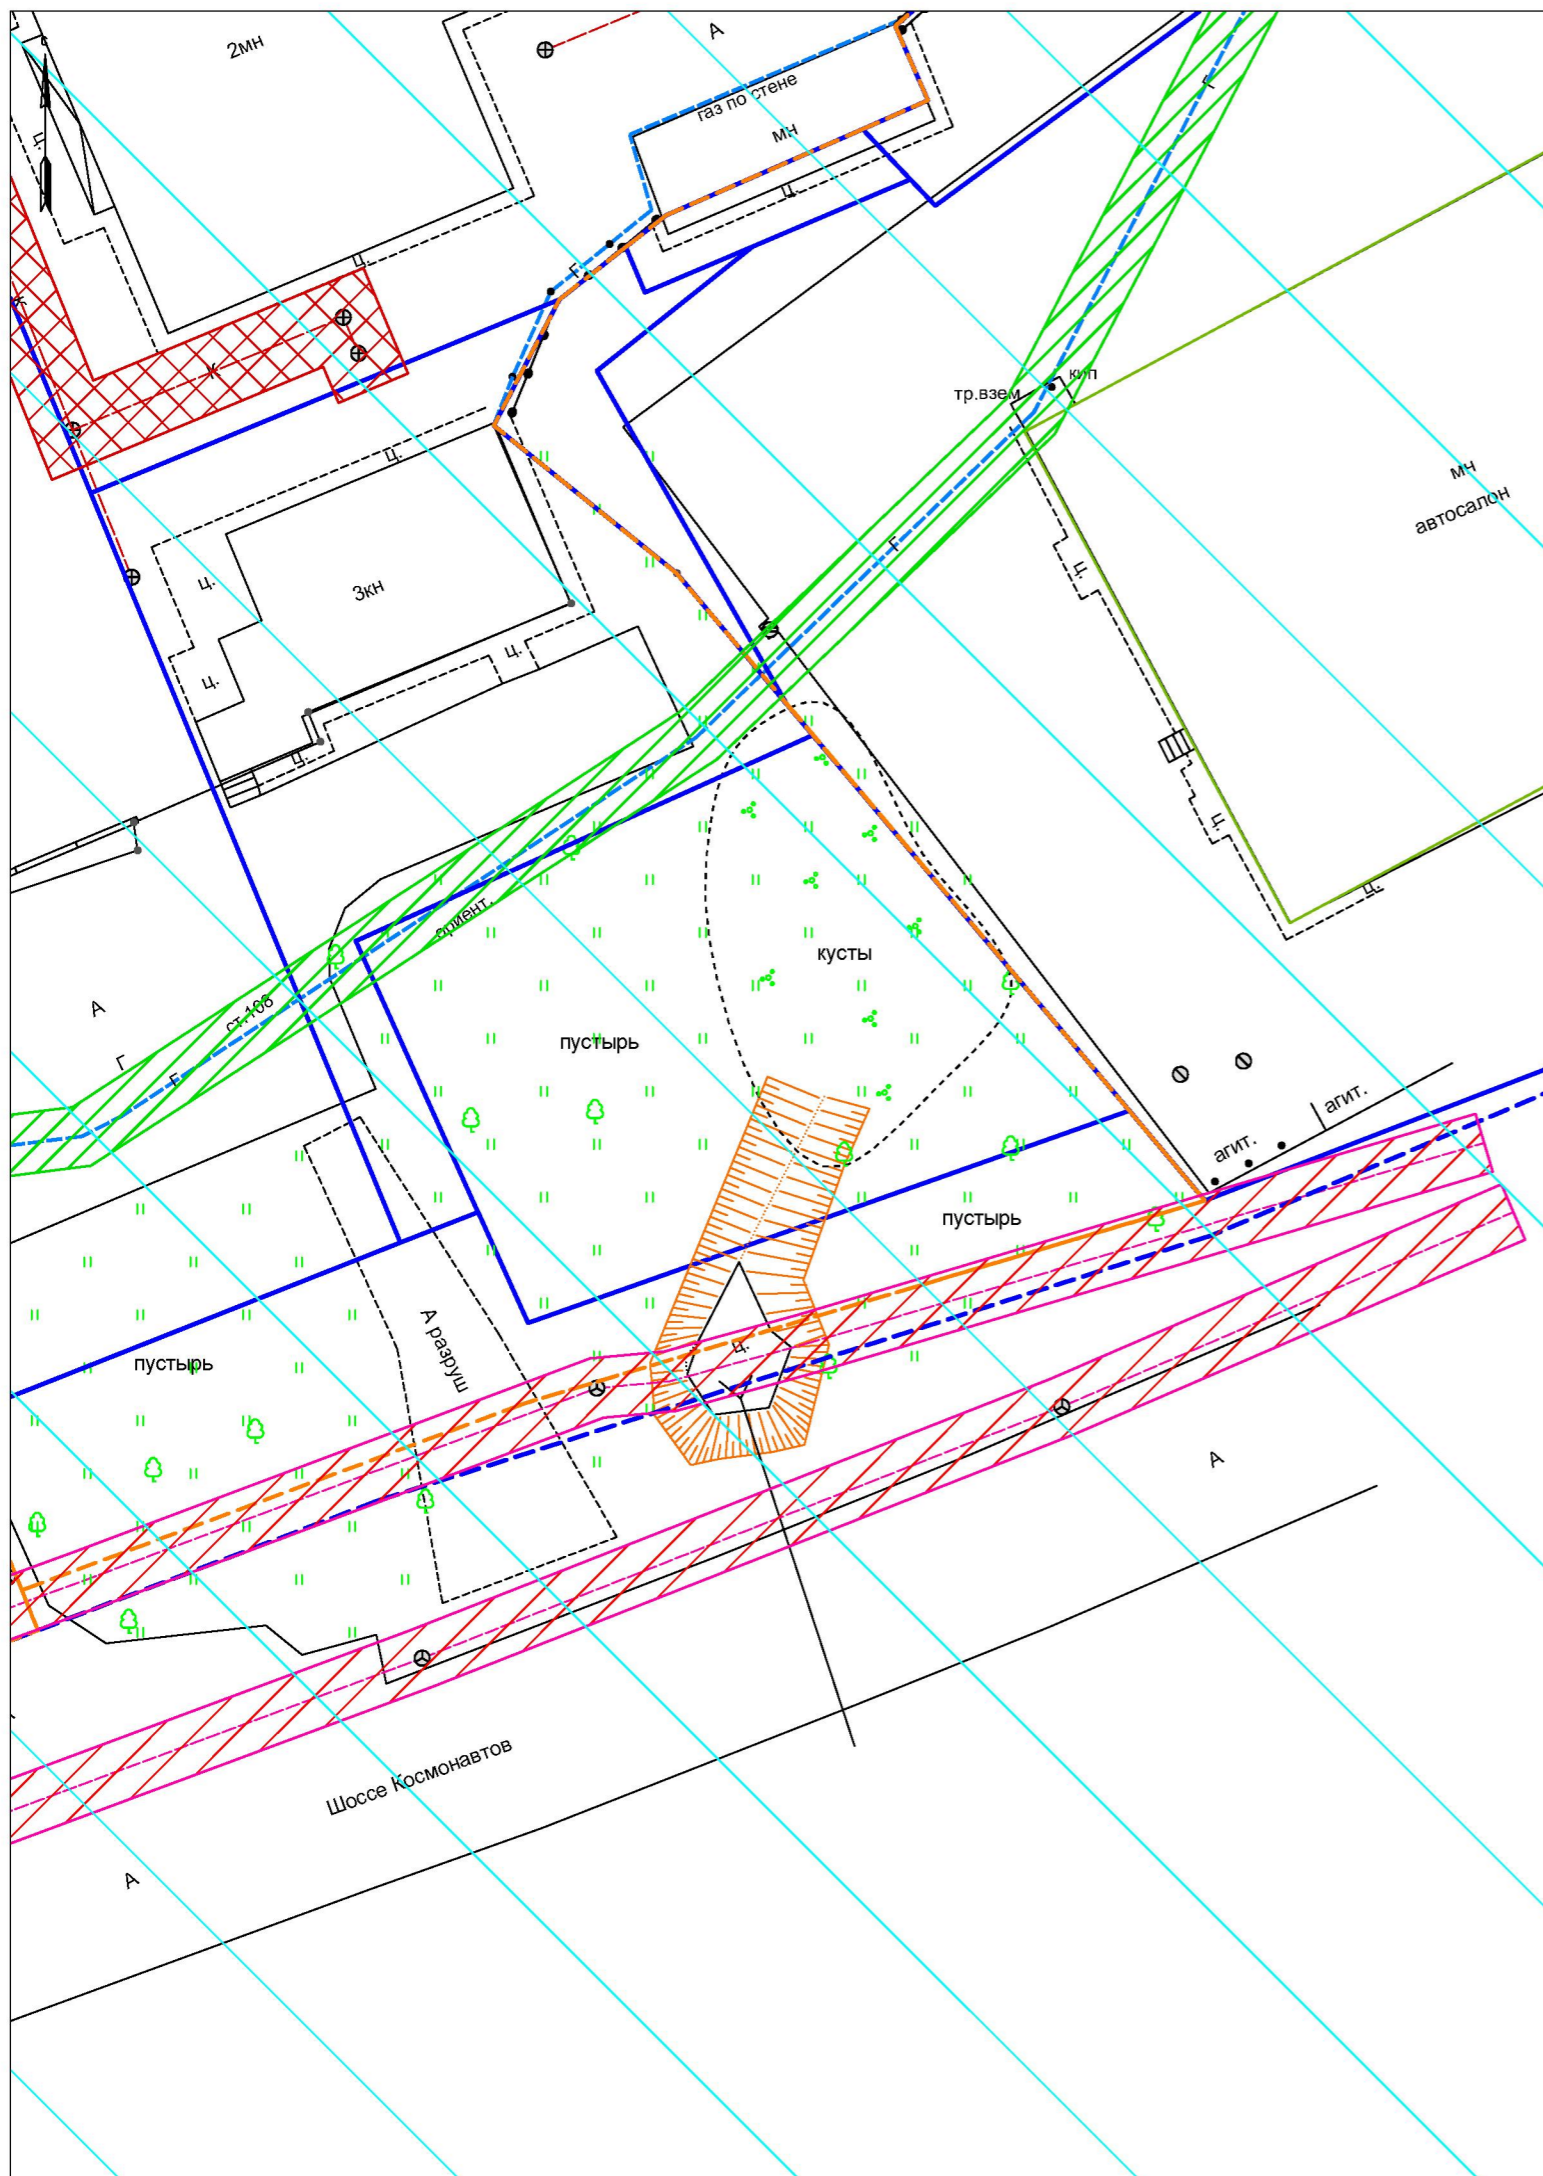 с
2мн
А
газ по стене
мн
Г
ц.
ц.
ц.
Г
К
К
тр.взем
кип
ц.
мн
автосалон
ц.
3кн
Г
ц.
ц.
ц.
ц.
ц.
ориент.
ц.
кусты
ст.108
А
Г
Г
пустырь
агит.
агит.
пустырь
А разруш
ц.
пустырь
А
Шоссе Космонавтов
А